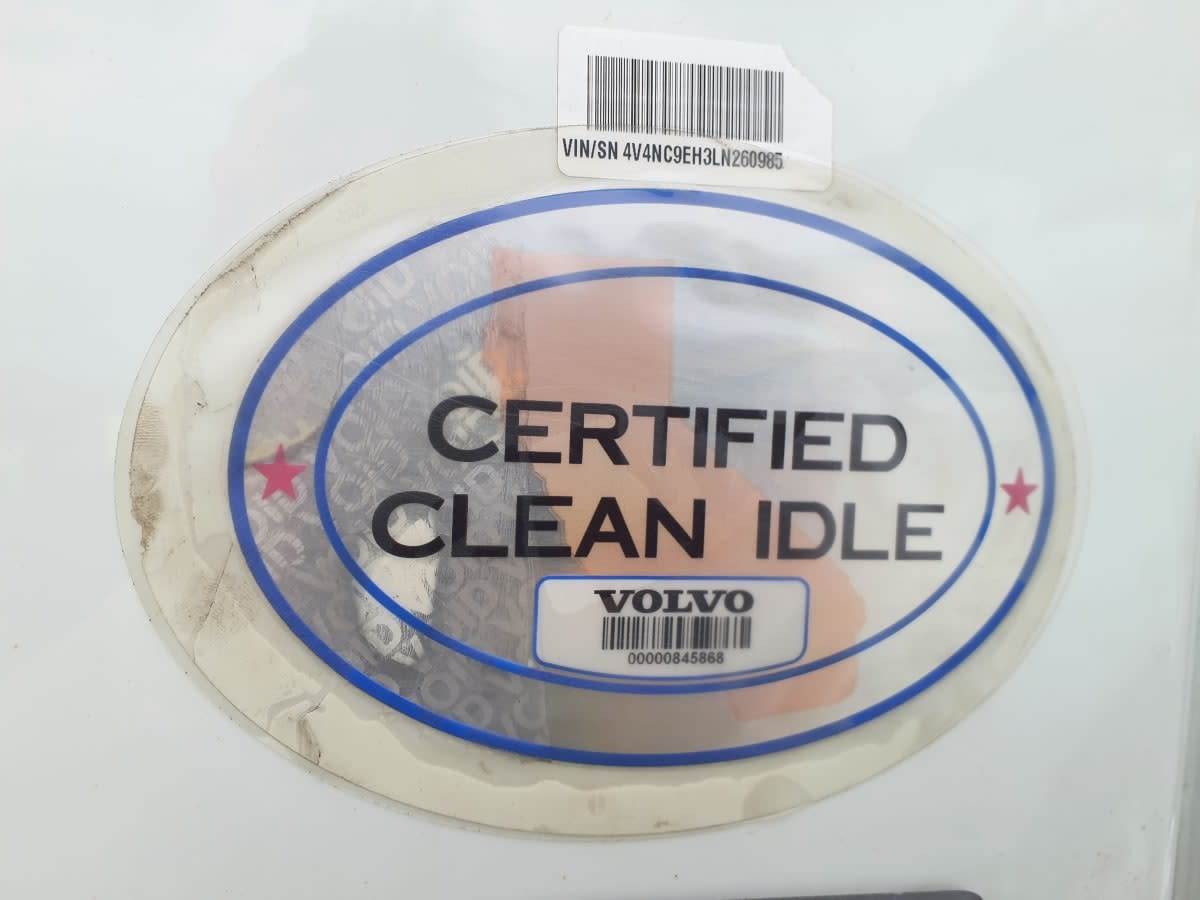 VIN/SN 4V4NC9EH3LN260985
CERTIFIED
CLEAN IDLE
VOLVO
00000845868